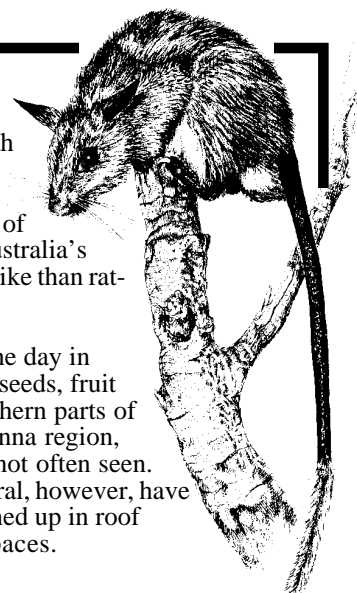 h
of
ustralia's
ike than rat-
ne day in
seeds, fruit
hern parts of
nna region,
not often seen.
ral, however, have
ned up in roof
paces.